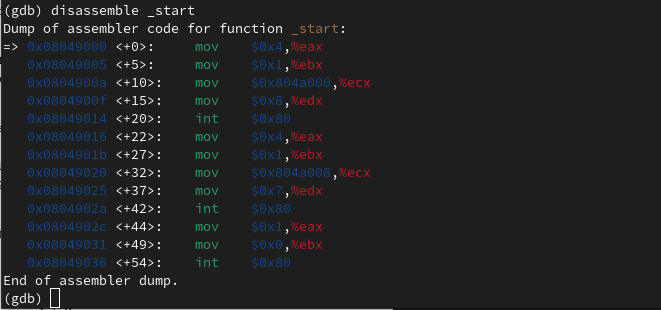 (gdb) disassemble _start
Dump of assembler code for function _start:
=> 0x08049000 <+0>:     mov    $0x4,%eax
   0x08049005 <+5>:     mov    $0x1,%ebx
   0x0804900a <+10>:    mov    $0x804a000,%ecx
   0x0804900f <+15>:    mov    $0x8,%edx
   0x08049014 <+20>:    int    $0x80
   0x08049016 <+22>:    mov    $0x4,%eax
   0x0804901b <+27>:    mov    $0x1,%ebx
   0x08049020 <+32>:    mov    $0x804a008,%ecx
   0x08049025 <+37>:    mov    $0x7,%edx
   0x0804902a <+42>:    int    $0x80
   0x0804902c <+44>:    mov    $0x1,%eax
   0x08049031 <+49>:    mov    $0x0,%ebx
   0x08049036 <+54>:    int    $0x80
End of assembler dump.
(gdb)